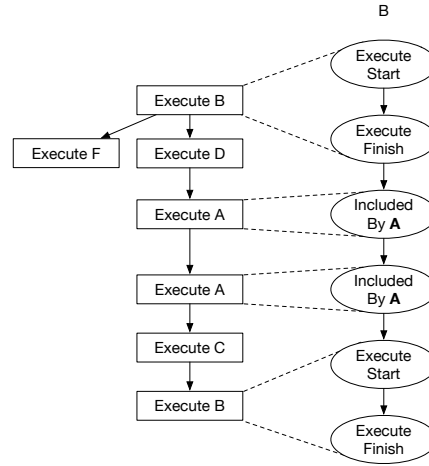 B
Execute
Start
Execute B
Execute F
Execute D
Execute
Finish
Execute A
Included
By A
Execute A
Included
By A
Execute C
Execute
Start
Execute B
Execute
Finish